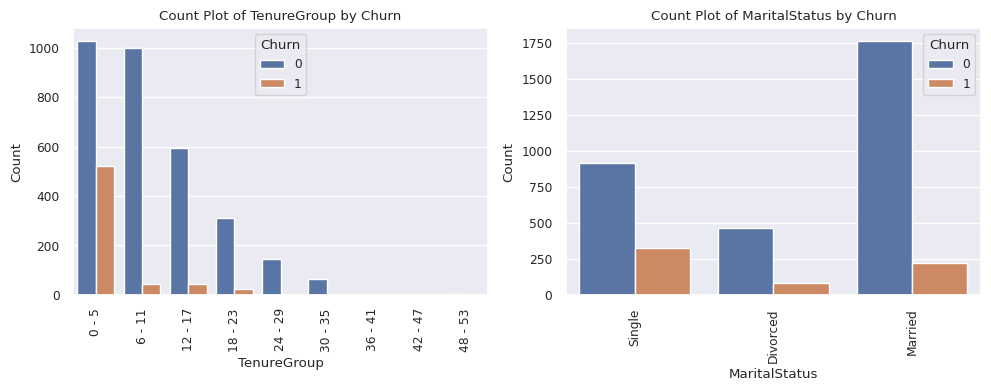 Count Plot of TenureGroup by Churn
Churn
0
1
Count
1000
800
600
400
200
0
0 - 5
6 - 11
12 - 17
18 - 23
24 - 29
30 - 35
36 - 41
42 - 47
48 - 53
TenureGroup
Count Plot of MaritalStatus by Churn
Churn
0
1
Count
1750
1500
1250
1000
750
500
250
0
Single
Divorced
Married
MaritalStatus